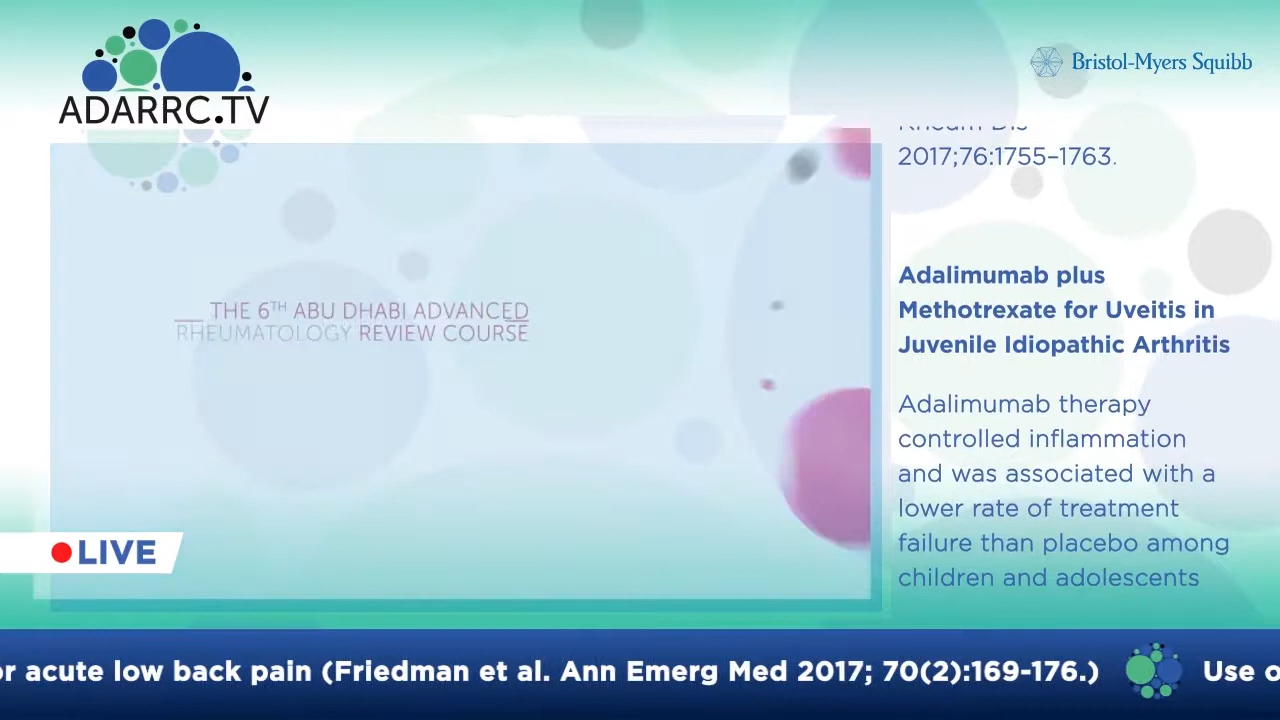 ADARRC.TV
Bristol-Myers Squibb
Rheum Dis
2017;76:1755–1763.
THE 6TH ABU DHABI ADVANCED
RHEUMATOLOGY REVIEW COURSE
Adalimumab plus
Methotrexate for Uveitis in
Juvenile Idiopathic Arthritis
Adalimumab therapy
controlled inflammation
and was associated with a
lower rate of treatment
failure than placebo among
children and adolescents
LIVE
or acute low back pain (Friedman et al. Ann Emerg Med 2017; 70(2):169-176.) Use o